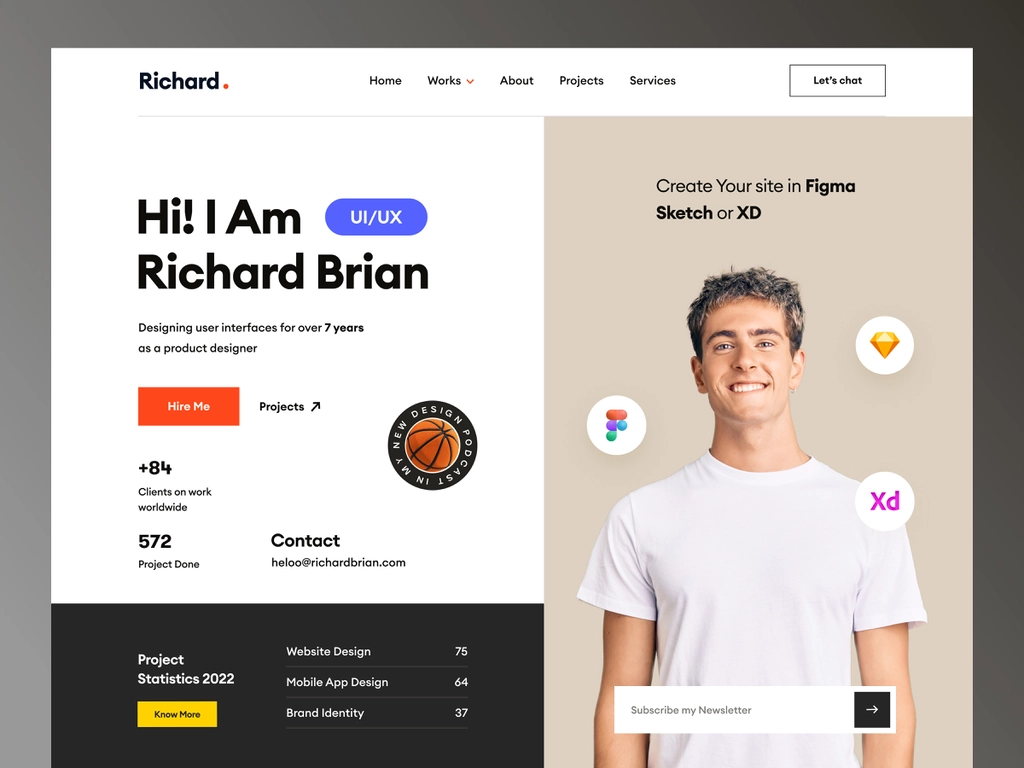 Richard.
Home
Works
About
Projects
Services
Let's chat
Hi! I Am
UI/UX
Richard Brian
Designing user interfaces for over 7 years
as a product designer
Hire Me
Projects
NEW DESIGN PODCAST IN MY
+84
Clients on work
worldwide
572
Project Done
Contact
heloo@richardbrian.com
Project
Statistics 2022
Know More
Website Design 75
Mobile App Design 64
Brand Identity 37
Create Your site in Figma
Sketch or XD
Xd
Subscribe my Newsletter